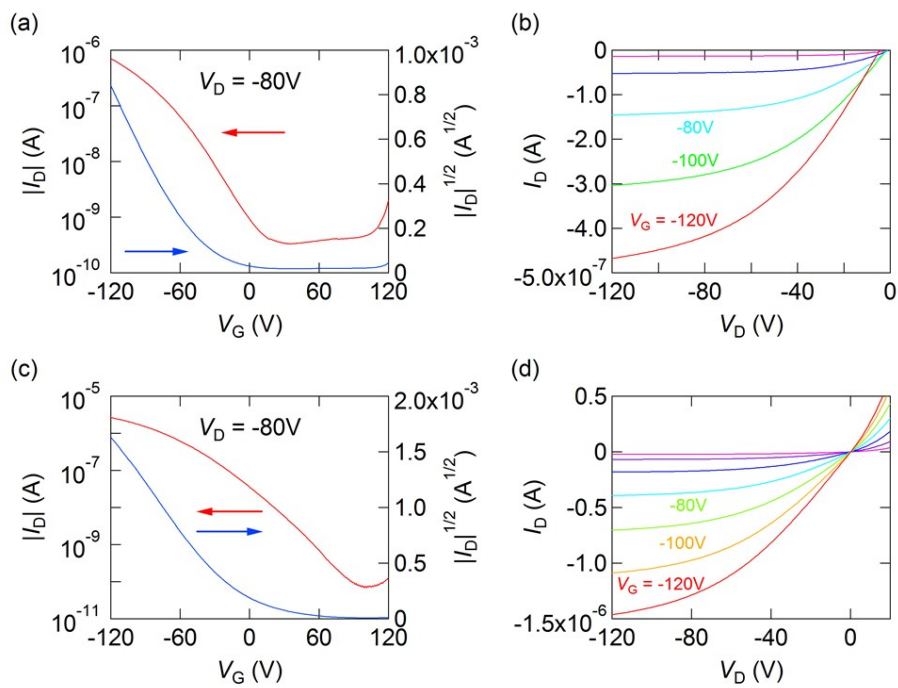 (a)
10⁻⁶
10⁻⁷
10⁻⁸
10⁻⁹
10⁻¹⁰
|I_D| (A)
V_D = -80V
1.0x10⁻³
0.8
0.6
0.4
0.2
0
|I_D|^1/2 (A^1/2)
-120 -60 0 60 120
V_G (V)
(b)
0
-1.0
-2.0
-3.0
-4.0
-5.0x10⁻⁷
I_D (A)
-80V
-100V
V_G = -120V
-120 -80 -40 0
V_D (V)
(c)
10⁻⁵
10⁻⁷
10⁻⁹
10⁻¹¹
|I_D| (A)
V_D = -80V
2.0x10⁻³
1.5
1.0
0.5
0
|I_D|^1/2 (A^1/2)
-120 -60 0 60 120
V_G (V)
(d)
0.5
0
-0.5
-1.0
-1.5x10⁻⁶
I_D (A)
-80V
-100V
V_G = -120V
-120 -80 -40 0
V_D (V)